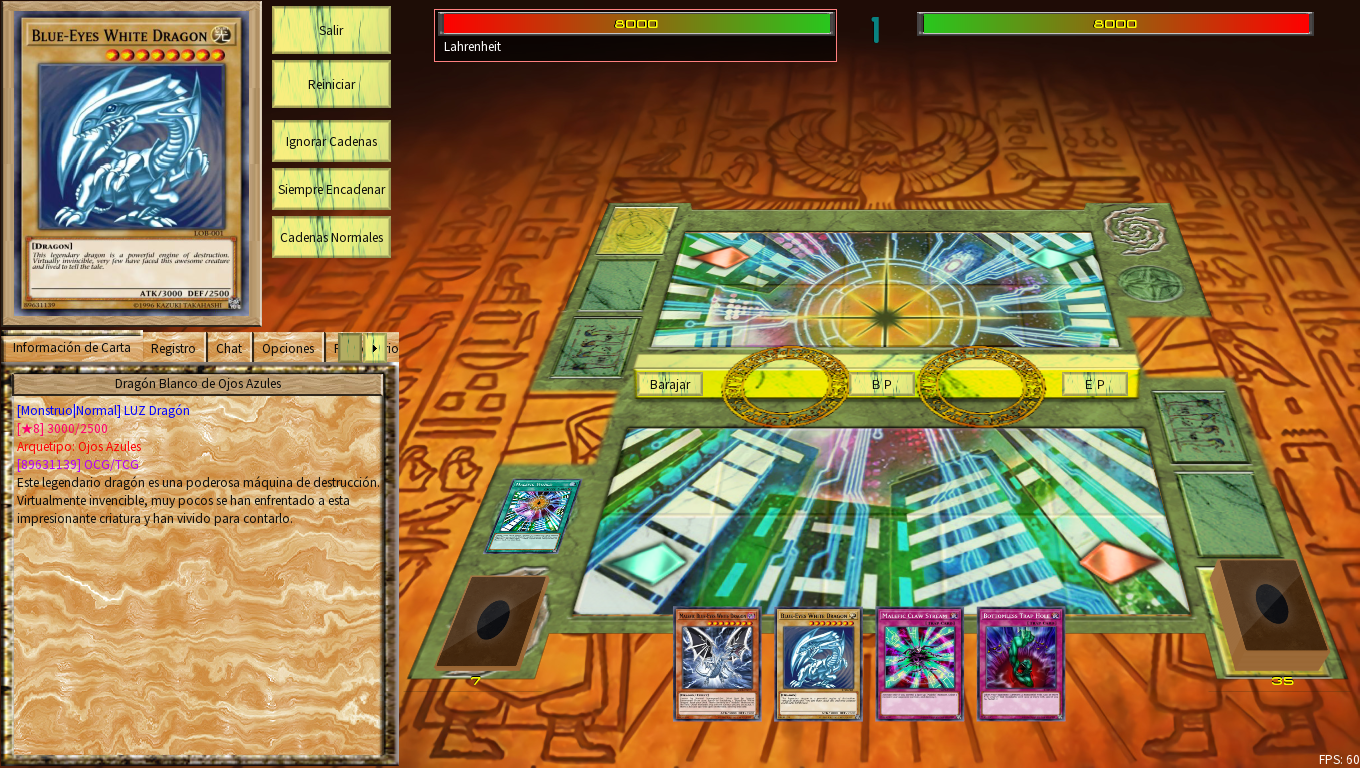 BLUE-EYES WHITE DRAGON
LOB-001
[DRAGON]
This legendary dragon is a powerful engine of destruction.
Virtually invincible, very few have faced this awesome creature
and lived to tell the tale.
ATK/3000 DEF/2500
89631139
©1996 KAZUKI TAKAHASHI
Salir
Reiniciar
Ignorar Cadenas
Siempre Encadenar
Cadenas Normales
8000
Lahrenheit
1
8000
Información de Carta
Registro
Chat
Opciones
Dragón Blanco de Ojos Azules
[Monstruo|Normal] LUZ Dragón
[★8] 3000/2500
Arquetipo: Ojos Azules
[89631139] OCG/TCG
Este legendario dragón es una poderosa máquina de destrucción.
Virtualmente invencible, muy pocos se han enfrentado a esta
impresionante criatura y han vivido para contarlo.
Barajar
B P
E P
7
35
MALEFIC BLUE-EYES WHITE DRAGON
BLUE-EYES WHITE DRAGON
MALEFIC CLAW STREAM
BOTTOMLESS TRAP HOLE
FPS: 60